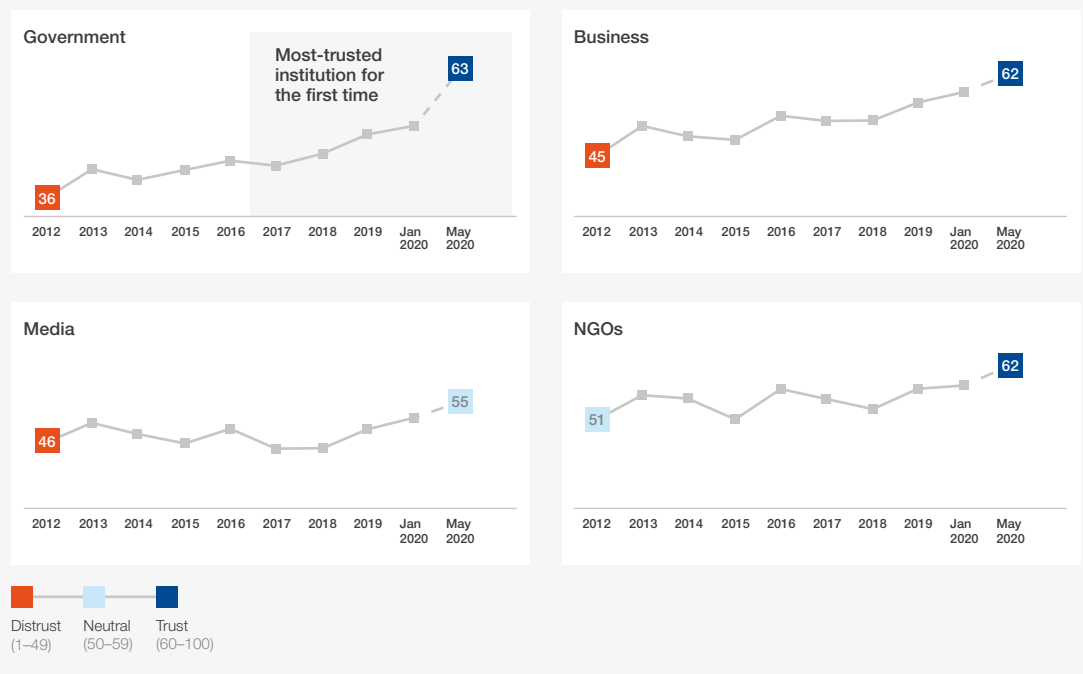 Government
Most-trusted
institution for
the first time
63
36
2012 2013 2014 2015 2016 2017 2018 2019 Jan May
2020 2020
Business
62
45
2012 2013 2014 2015 2016 2017 2018 2019 Jan May
2020 2020
Media
55
46
2012 2013 2014 2015 2016 2017 2018 2019 Jan May
2020 2020
NGOs
62
51
2012 2013 2014 2015 2016 2017 2018 2019 Jan May
2020 2020
Distrust Neutral Trust
(1–49) (50–59) (60–100)